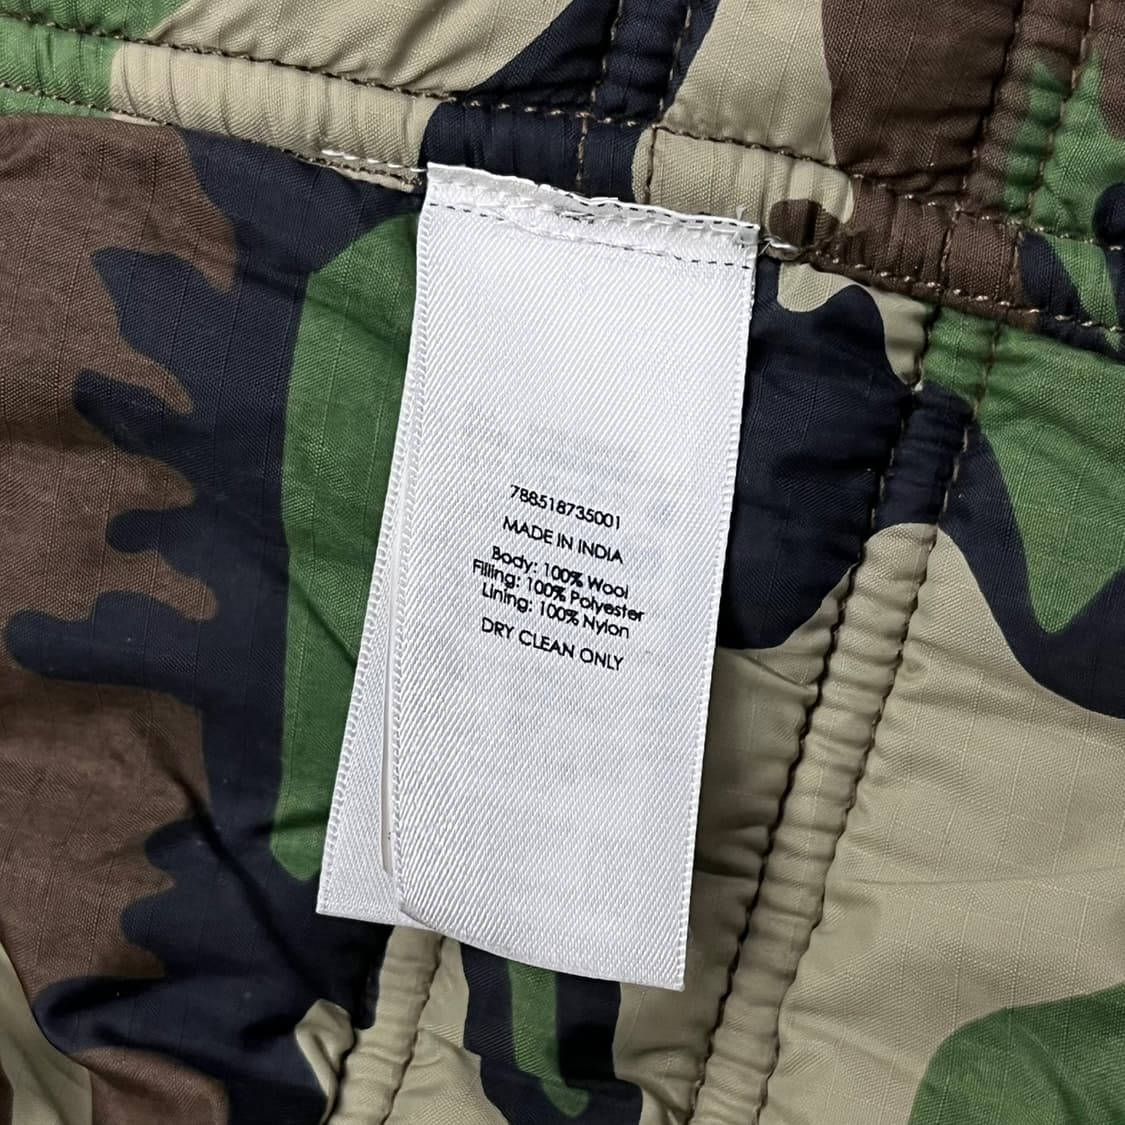 788518735001
MADE IN INDIA
Body: 100% Wool
Filling: 100% Polyester
Lining: 100% Nylon
DRY CLEAN ONLY